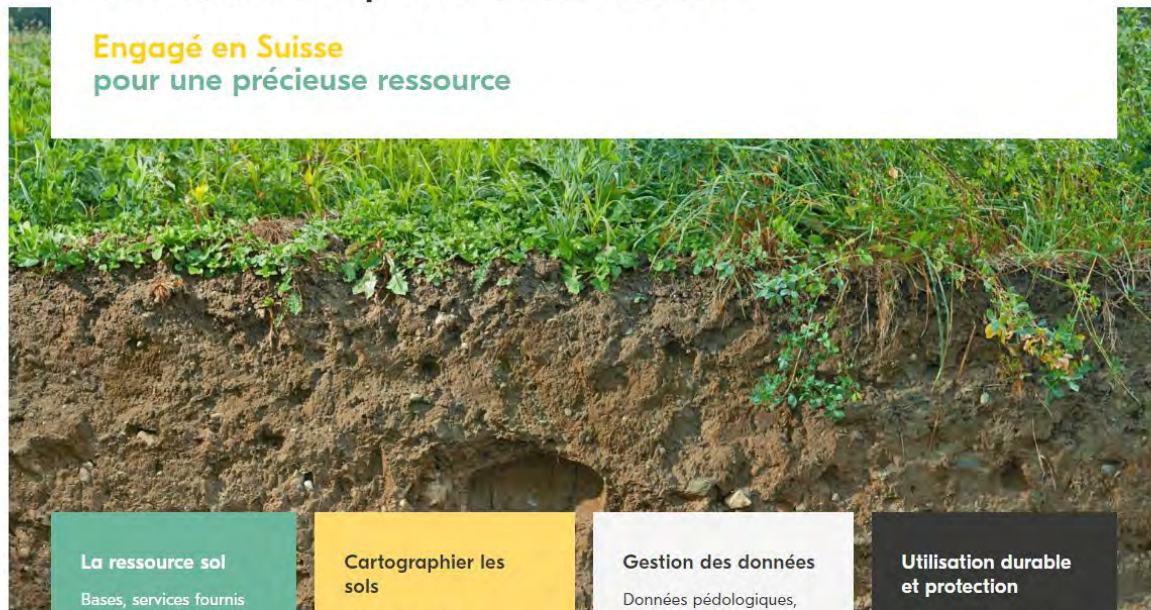 Engagé en Suisse
pour une précieuse ressource
La ressource sol
Bases, services fournis
Cartographier les
sols
Gestion des données
Données pédologiques,
Utilisation durable
et protection